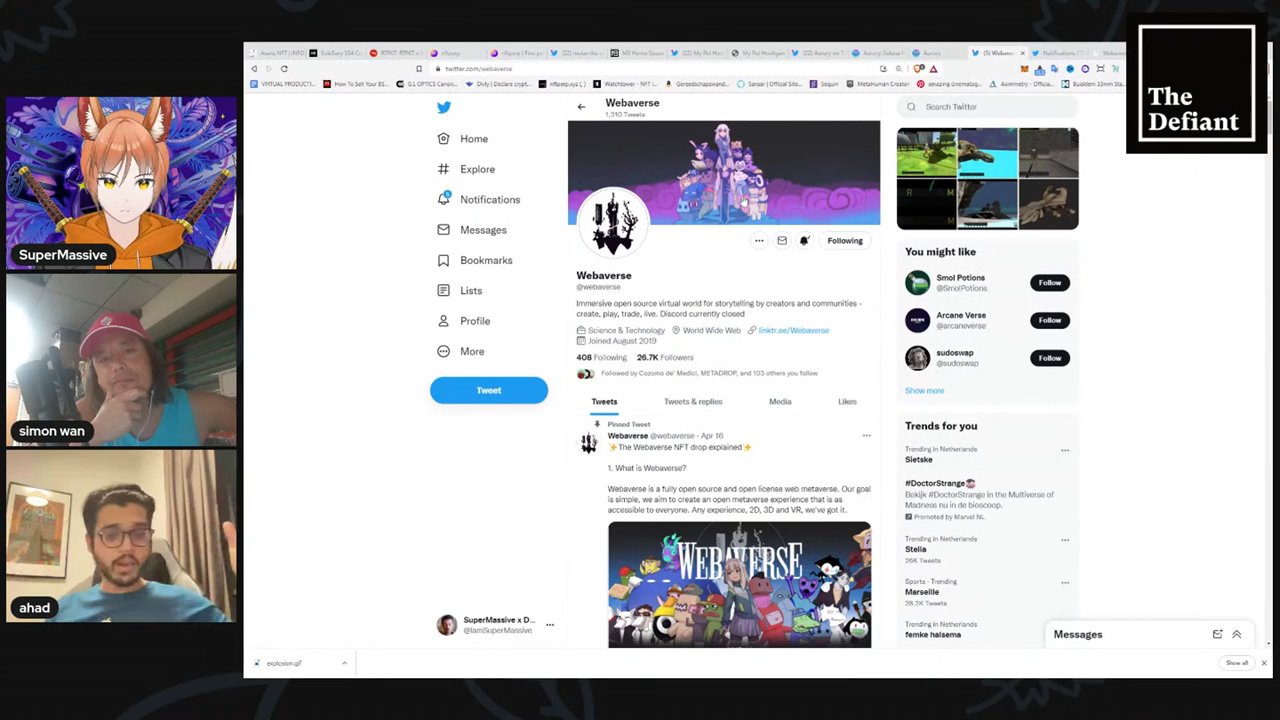 The
Defiant
SuperMassive
simon wan
ahad
twitter.com/webaverse
Home
Explore
Notifications
Messages
Bookmarks
Lists
Profile
More
Tweet
SuperMassive x D...
@IamSuperMassive
Webaverse
1,310 Tweets
Following
Webaverse
@webaverse
Immersive open source virtual world for storytelling by creators and communities -
create, play, trade, live. Discord currently closed
Science & Technology World Wide Web linktr.ee/Webaverse
Joined August 2019
408 Following 26.7K Followers
Followed by Cozomo de' Medici, METADROP, and 103 others you follow
Tweets Tweets & replies Media Likes
Pinned Tweet
Webaverse @webaverse · Apr 16
✨The Webaverse NFT drop explained✨
1. What is Webaverse?
Webaverse is a fully open source and open license web metaverse. Our goal
is simple, we aim to create an open metaverse experience that is as
accessible to everyone. Any experience, 2D, 3D and VR, we've got it.
WEBAVERSE
Search Twitter
You might like
Smol Potions
@SmolPotions
Follow
Arcane Verse
@arcaneverse
Follow
sudoswap
@sudoswap
Follow
Show more
Trends for you
Trending in Netherlands
Sietske
#DoctorStrange
Bekijk #DoctorStrange in the Multiverse of
Madness nu in de bioscoop.
Promoted by Marvel NL
Trending in Netherlands
Stella
26K Tweets
Sports · Trending
Marseille
28.2K Tweets
Trending in Netherlands
femke halsema
Messages
explosion.gif
Show all